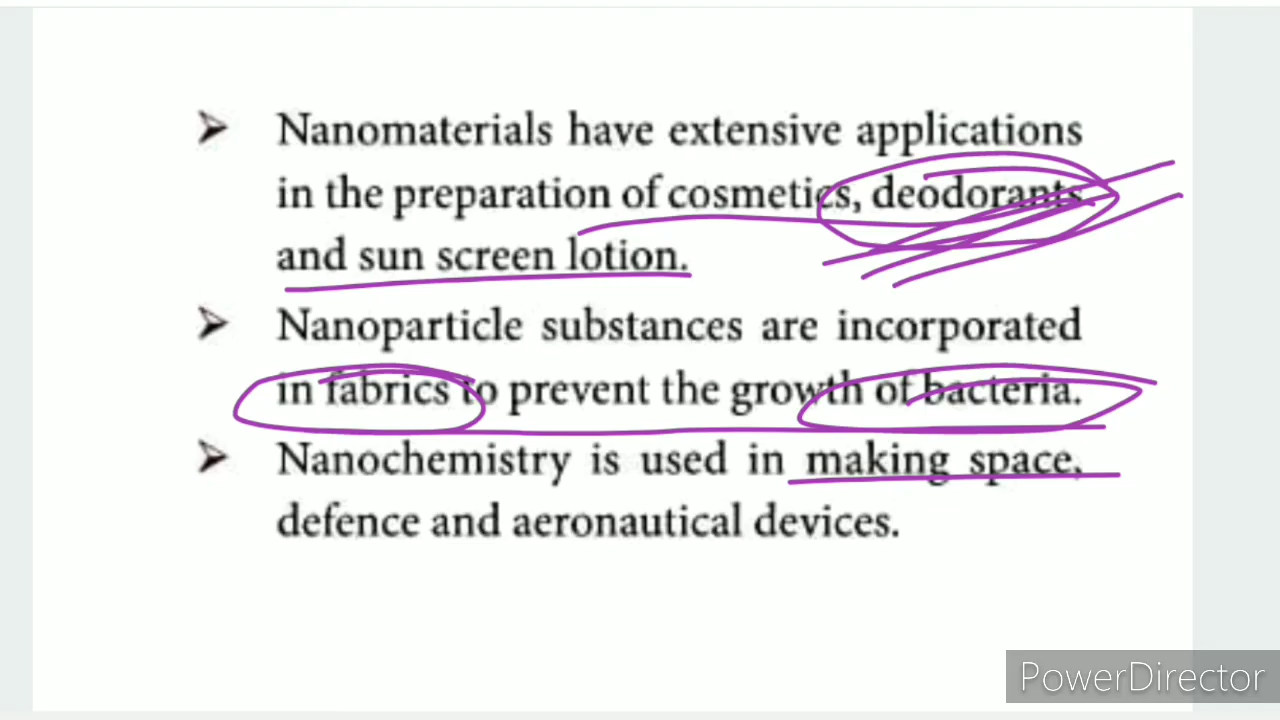 ➢ Nanomaterials have extensive applications
in the preparation of cosmetics, deodorants
and sun screen lotion.
➢ Nanoparticle substances are incorporated
in fabrics to prevent the growth of bacteria.
➢ Nanochemistry is used in making space,
defence and aeronautical devices.
PowerDirector